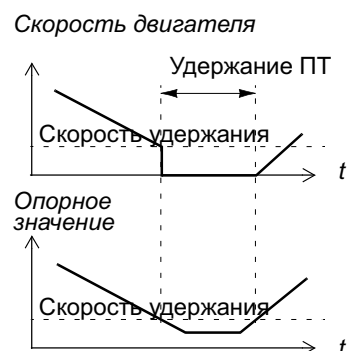 Скорость двигателя
Удержание ПТ
Скорость удержания
t
Опорное
значение
Скорость удержания
t